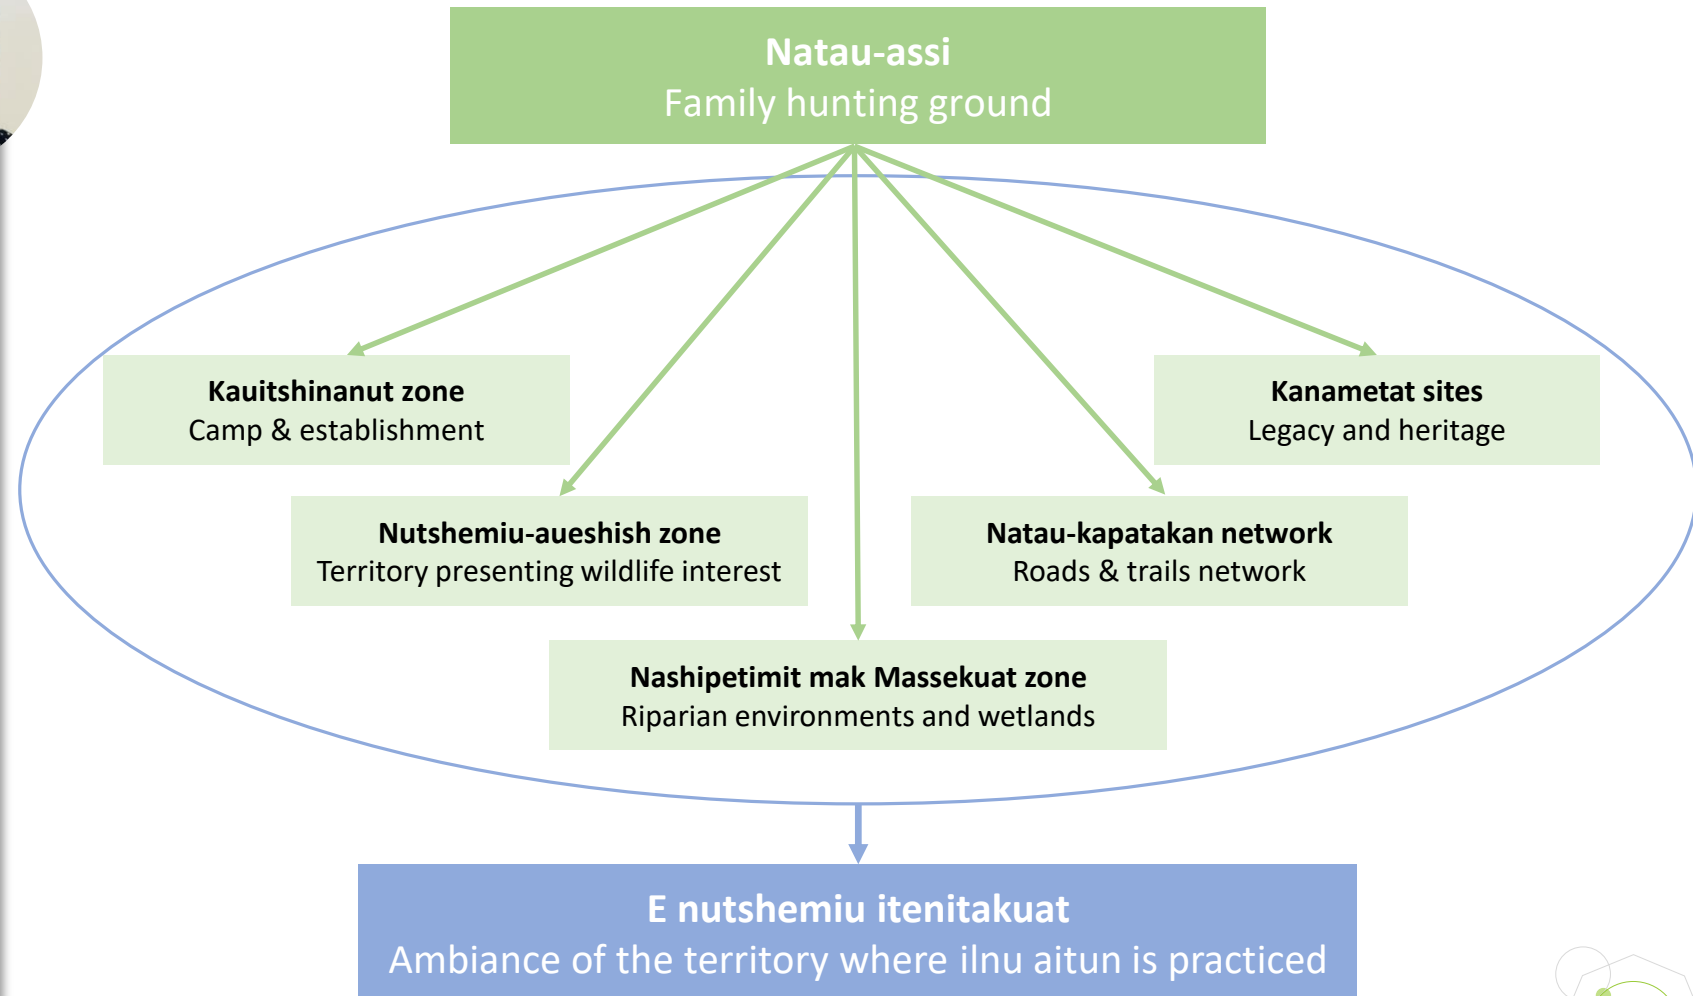 Natau-assi
Family hunting ground
Kauitshinanut zone
Camp & establishment
Kanametat sites
Legacy and heritage
Nutshemiu-aueshish zone
Territory presenting wildlife interest
Natau-kapatakan network
Roads & trails network
Nashipetimit mak Massekuat zone
Riparian environments and wetlands
E nutshemiu itenitakuat
Ambiance of the territory where ilnu aitun is practiced